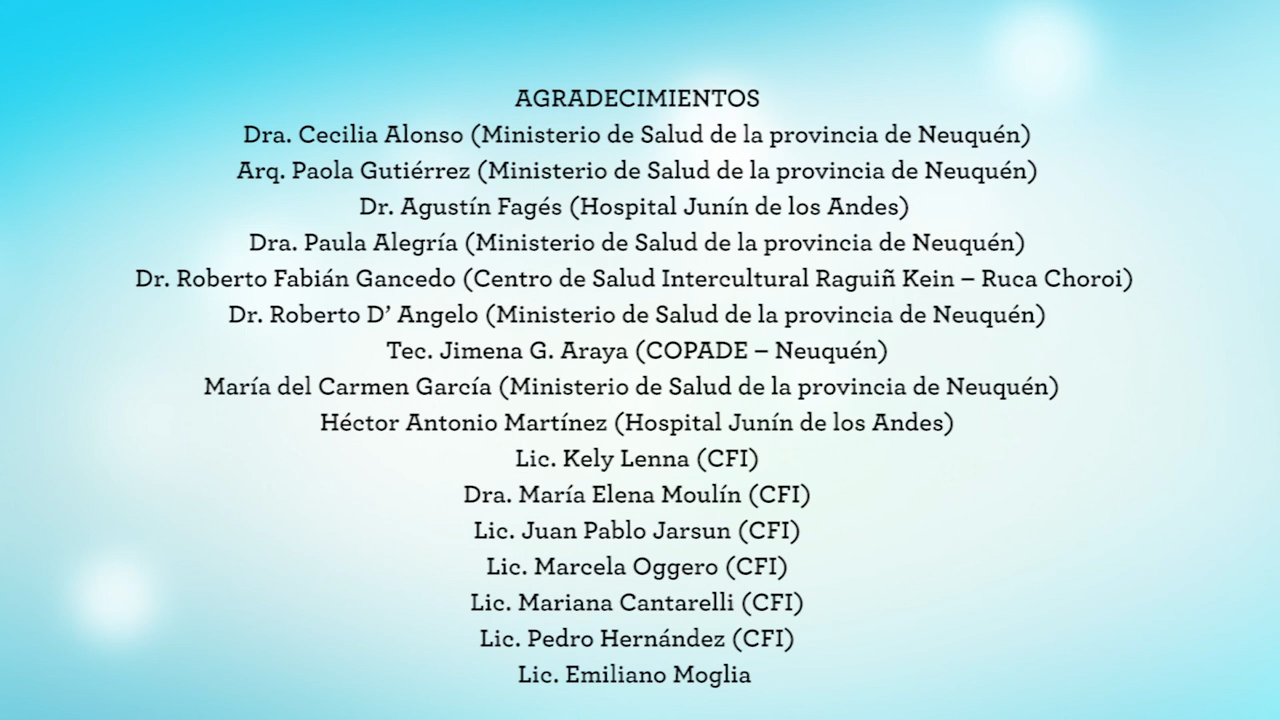 AGRADECIMIENTOS
Dra. Cecilia Alonso (Ministerio de Salud de la provincia de Neuquén)
Arq. Paola Gutiérrez (Ministerio de Salud de la provincia de Neuquén)
Dr. Agustín Fagés (Hospital Junín de los Andes)
Dra. Paula Alegría (Ministerio de Salud de la provincia de Neuquén)
Dr. Roberto Fabián Gancedo (Centro de Salud Intercultural Raguiñ Kein – Ruca Choroi)
Dr. Roberto D’ Angelo (Ministerio de Salud de la provincia de Neuquén)
Tec. Jimena G. Araya (COPADE – Neuquén)
María del Carmen García (Ministerio de Salud de la provincia de Neuquén)
Héctor Antonio Martínez (Hospital Junín de los Andes)
Lic. Kely Lenna (CFI)
Dra. María Elena Moulín (CFI)
Lic. Juan Pablo Jarsun (CFI)
Lic. Marcela Oggero (CFI)
Lic. Mariana Cantarelli (CFI)
Lic. Pedro Hernández (CFI)
Lic. Emiliano Moglia